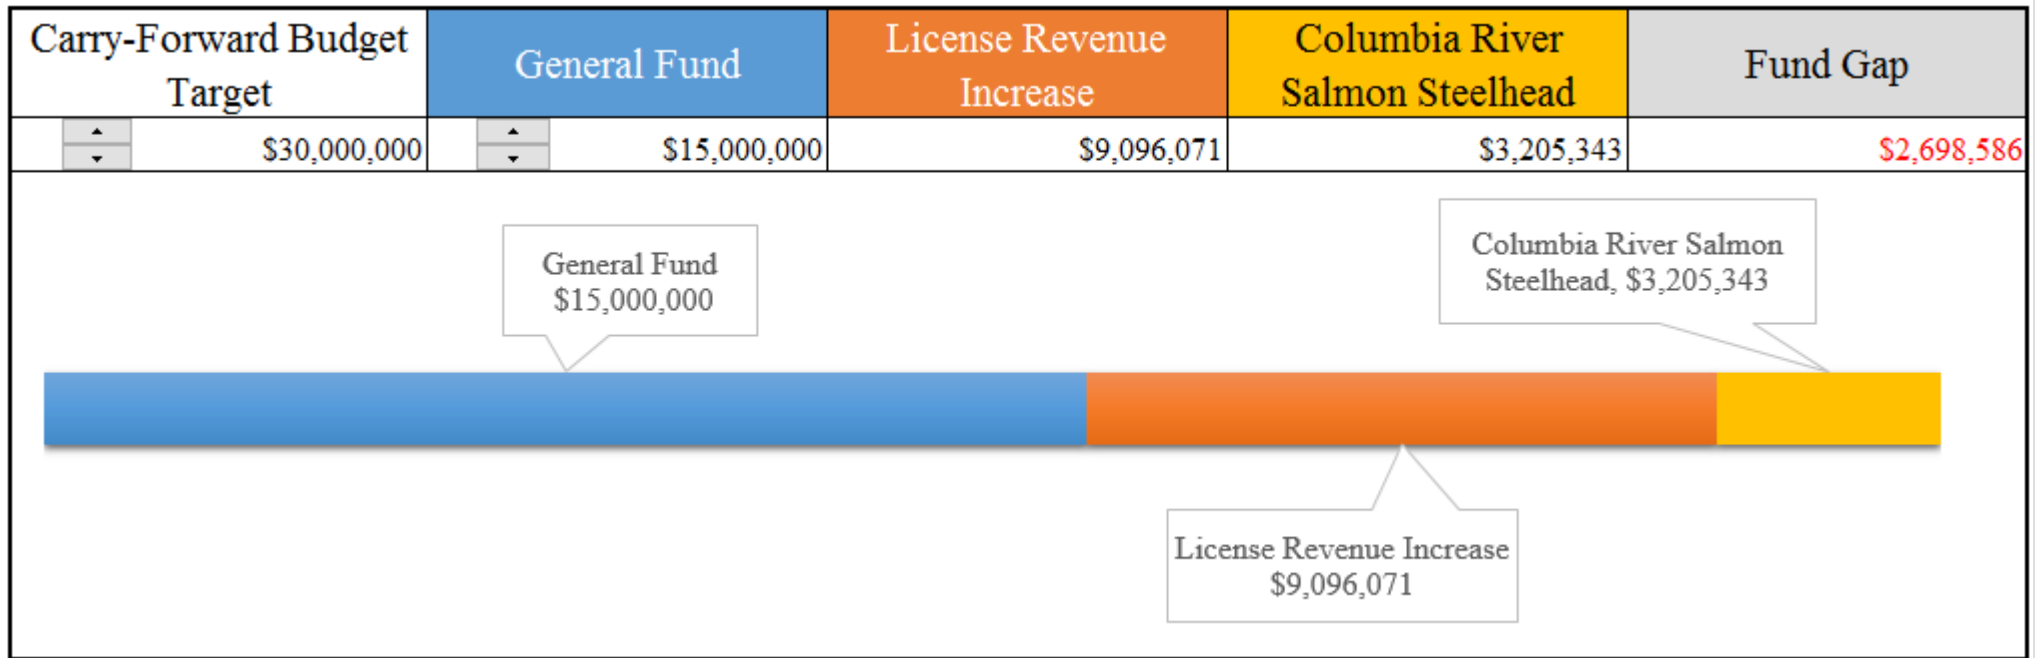 Carry-Forward Budget
Target
General Fund
License Revenue
Increase
Columbia River
Salmon Steelhead
Fund Gap
$30,000,000
$15,000,000
$9,096,071
$3,205,343
$2,698,586
General Fund
$15,000,000
Columbia River Salmon
Steelhead, $3,205,343
License Revenue Increase
$9,096,071